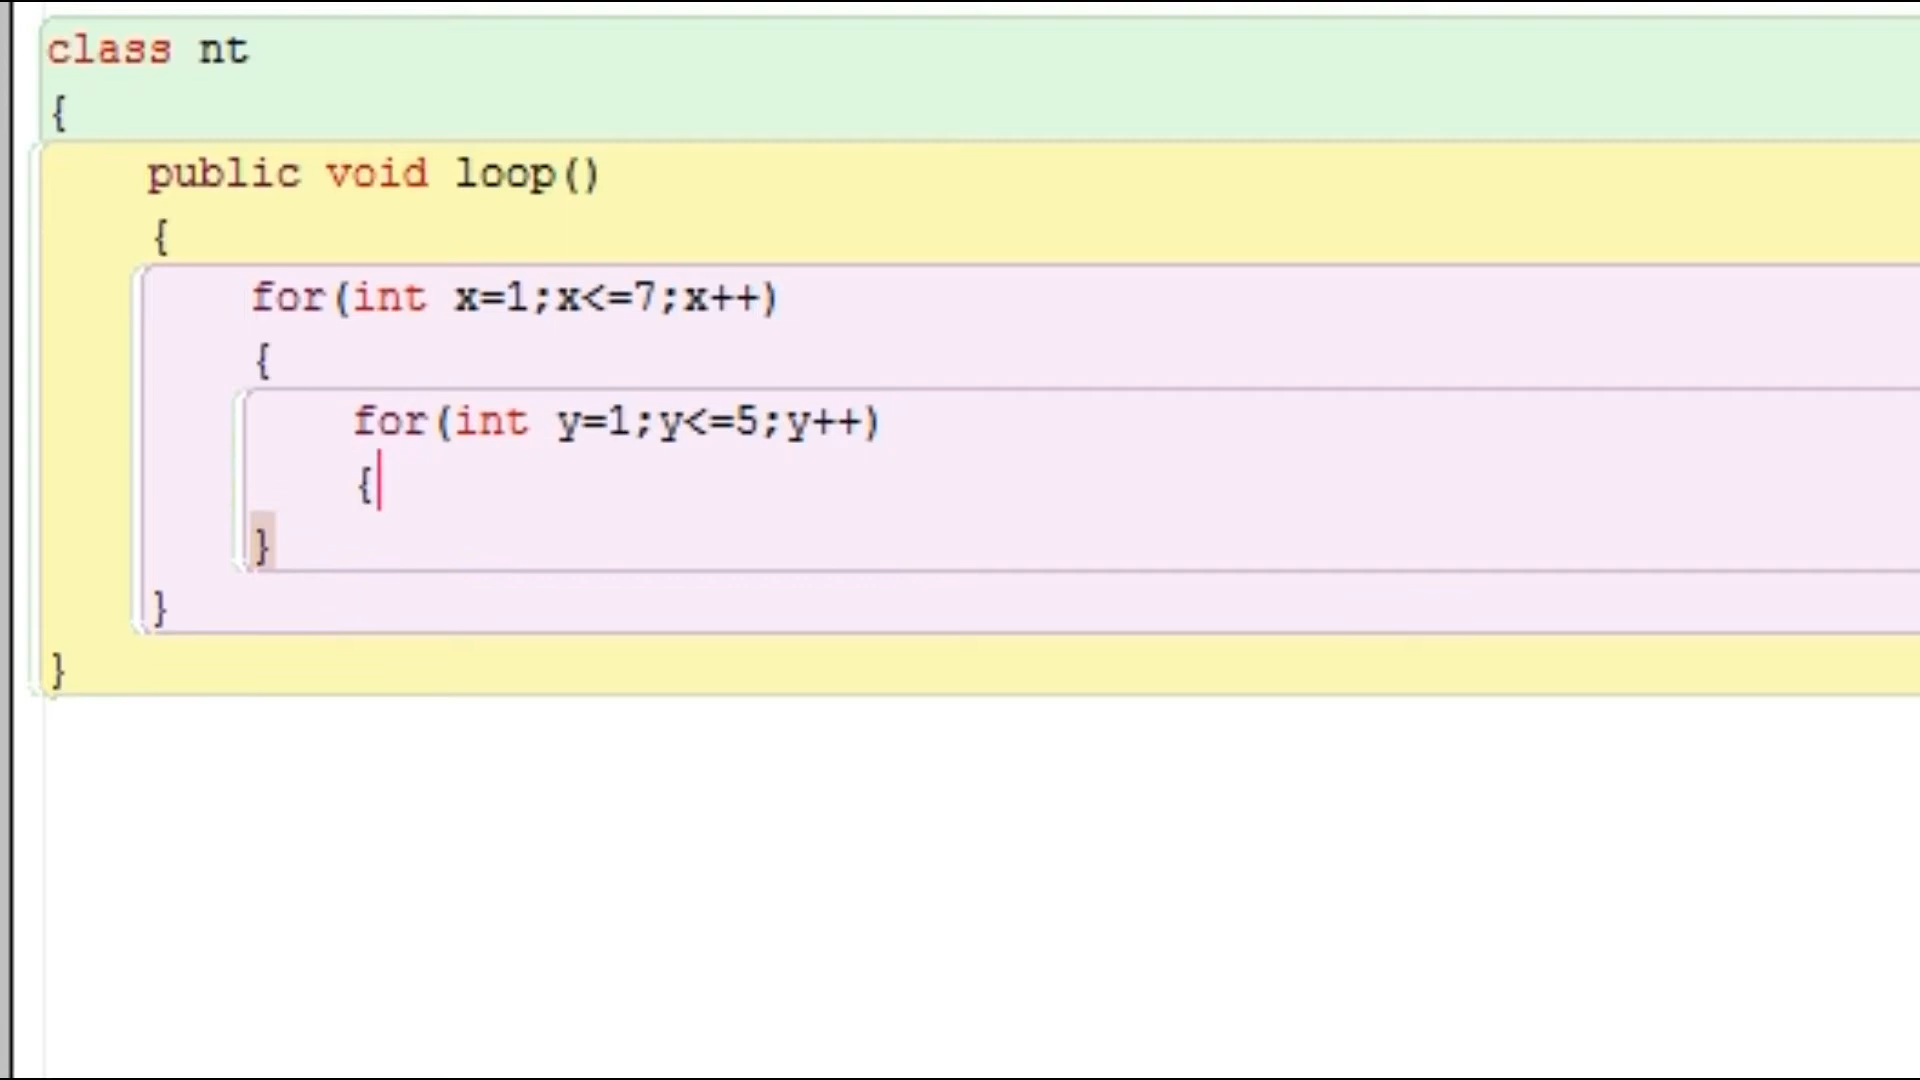 class nt
{
public void loop()
{
for(int x=1;x<=7;x++)
{
for(int y=1;y<=5;y++)
{
}
}
}